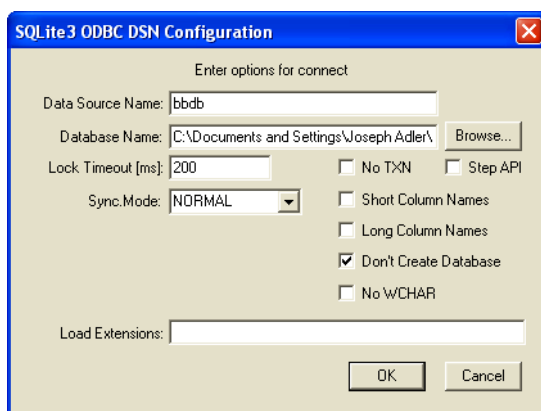 SQLite3 ODBC DSN Configuration
Enter options for connect
Data Source Name: bbdb
Database Name: C:\Documents and Settings\Joseph Adler\ Browse...
Lock Timeout [ms]: 200 No TXN Step API
Sync.Mode: NORMAL Short Column Names
Long Column Names
Don't Create Database
No WCHAR
Load Extensions:
OK Cancel